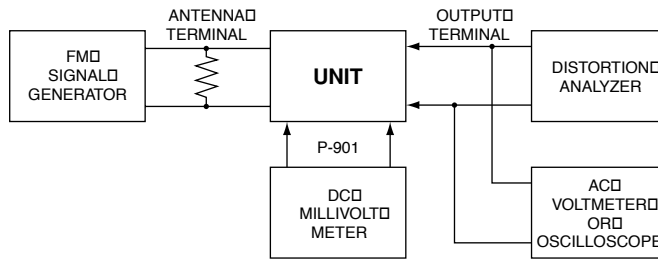 FM□
SIGNAL□
GENERATOR
ANTENNA□
TERMINAL
UNIT
P-901
DC□
MILLIVOLT□
METER
OUTPUT□
TERMINAL
DISTORTION□
ANALYZER
AC□
VOLTMETER□
OR□
OSCILLOSCOPE